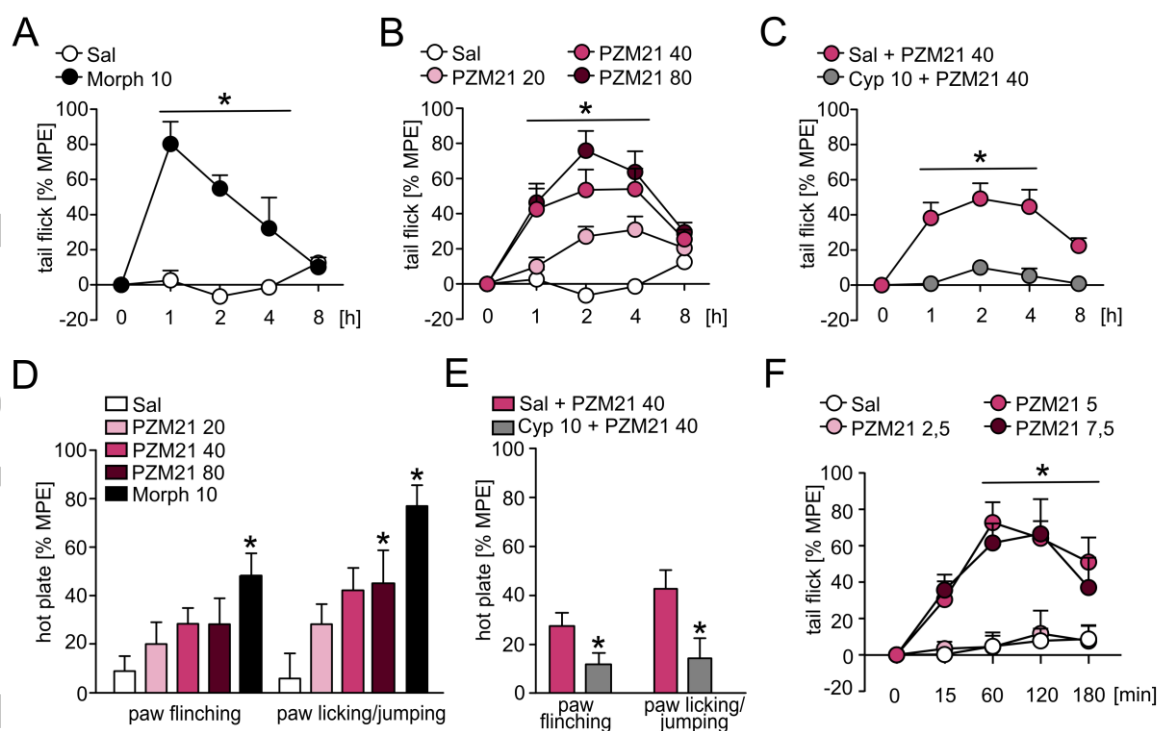 A
Sal
Morph 10
tail flick [% MPE]
100
80
60
40
20
0
-20
*
0 1 2 4 8 [h]
B
Sal PZM21 40
PZM21 20 PZM21 80
tail flick [% MPE]
100
80
60
40
20
0
-20
*
0 1 2 4 8 [h]
C
Sal + PZM21 40
Cyp 10 + PZM21 40
tail flick [% MPE]
100
80
60
40
20
0
-20
*
0 1 2 4 8 [h]
D
Sal
PZM21 20
PZM21 40
PZM21 80
Morph 10
hot plate [% MPE]
100
80
60
40
20
0
* * *
paw flinching paw licking/jumping
E
Sal + PZM21 40
Cyp 10 + PZM21 40
hot plate [% MPE]
100
80
60
40
20
0
* *
paw paw licking/
flinching jumping
F
Sal PZM21 5
PZM21 2,5 PZM21 7,5
tail flick [% MPE]
100
80
60
40
20
0
-20
*
0 15 60 120 180 [min]